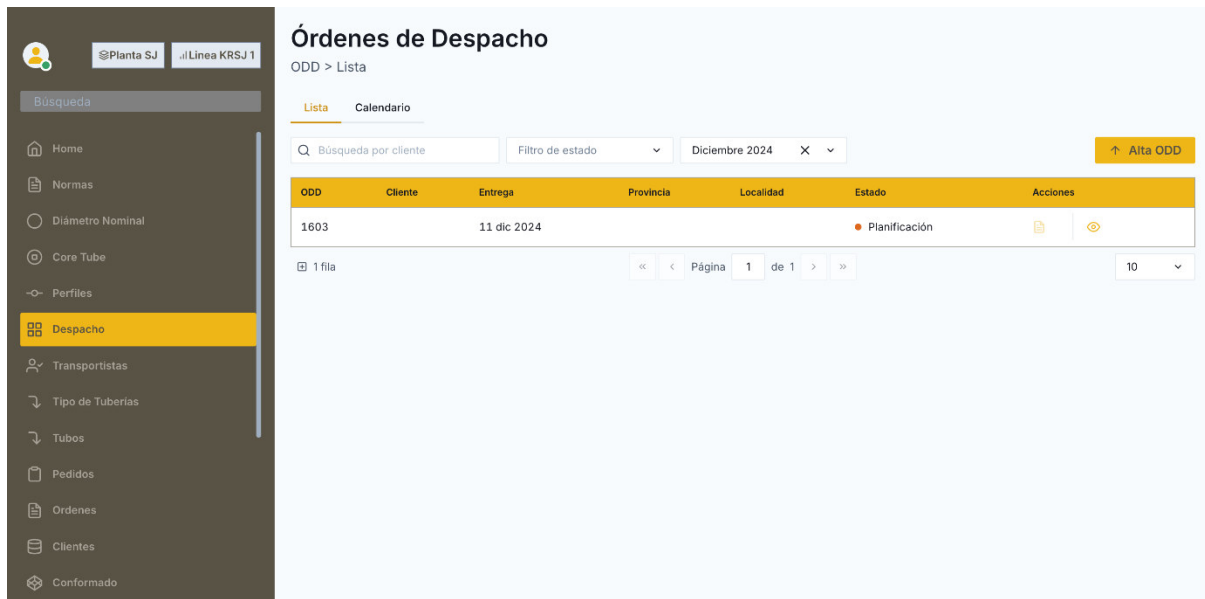 Planta SJ
Linea KRSJ 1
Búsqueda
Home
Normas
Diámetro Nominal
Core Tube
Perfiles
Despacho
Transportistas
Tipo de Tuberías
Tubos
Pedidos
Ordenes
Clientes
Conformado
Órdenes de Despacho
ODD > Lista
Lista Calendario
Búsqueda por cliente Filtro de estado Diciembre 2024 Alta ODD
ODD Cliente Entrega Provincia Localidad Estado Acciones
1603 11 dic 2024 Planificación
1 fila « < Página 1 de 1 > » 10